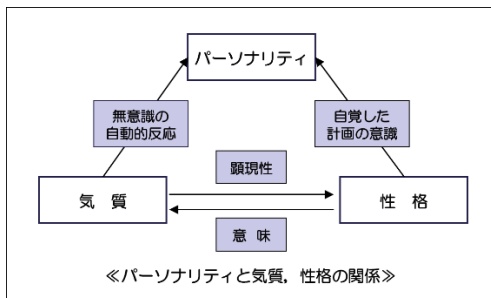 パーソナリティ
無意識の
自動的反応
自覚した
計画の意識
顕現性
気 質
性 格
意 味
≪パーソナリティと気質，性格の関係≫